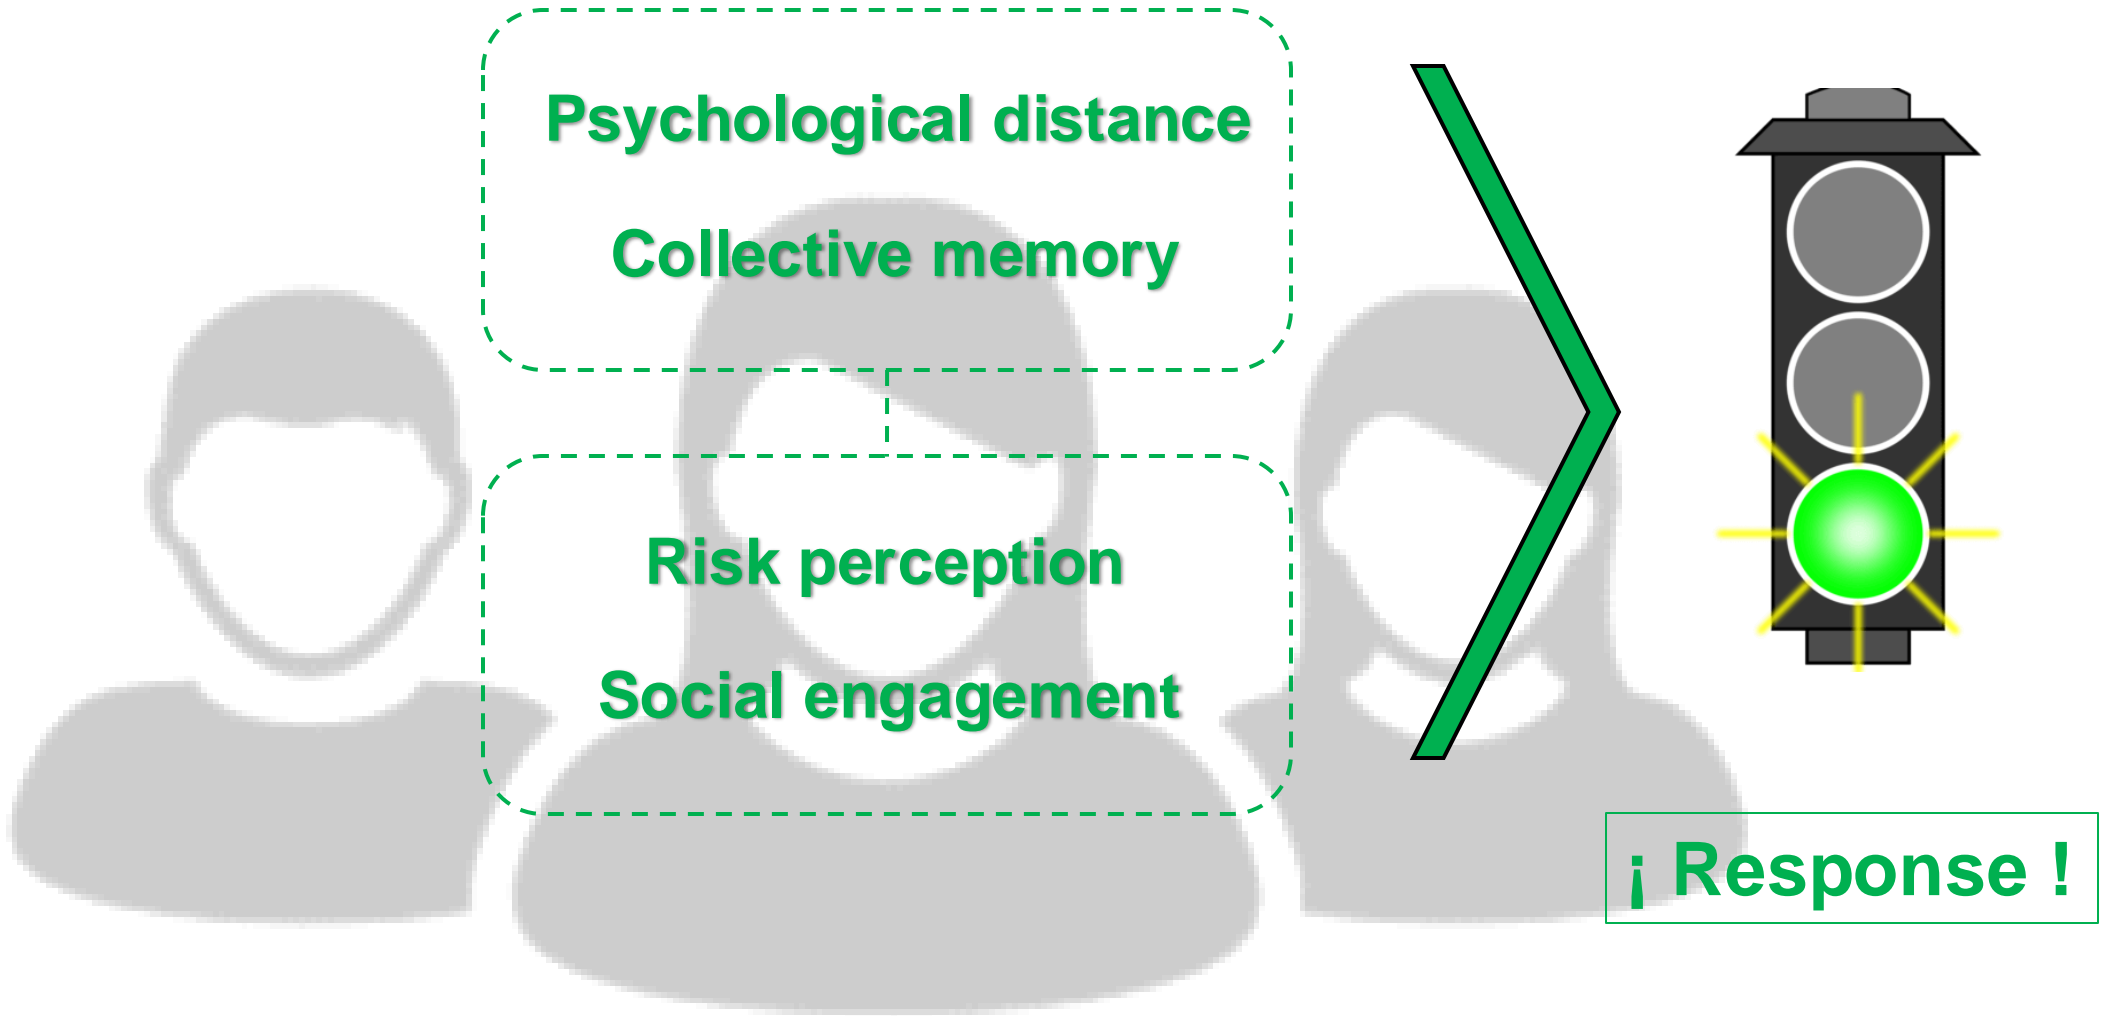 Psychological distance
Collective memory
Risk perception
Social engagement
¡ Response !